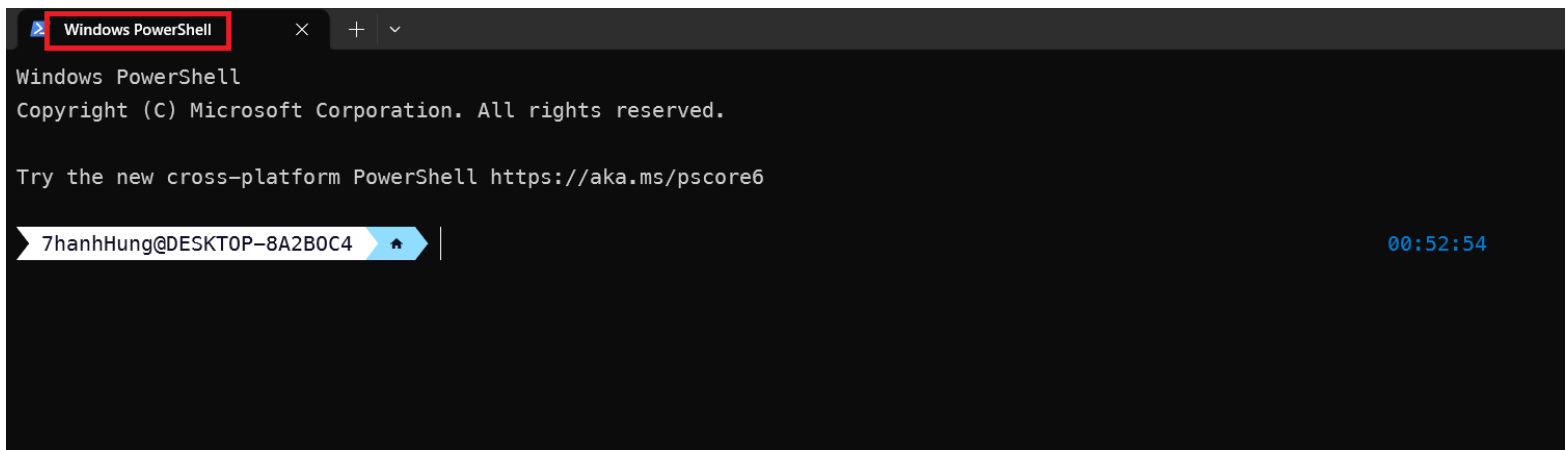 Windows PowerShell
Windows PowerShell
Copyright (C) Microsoft Corporation. All rights reserved.
Try the new cross-platform PowerShell https://aka.ms/pscore6
7hanhHung@DESKTOP-8A2BOC4 00:52:54